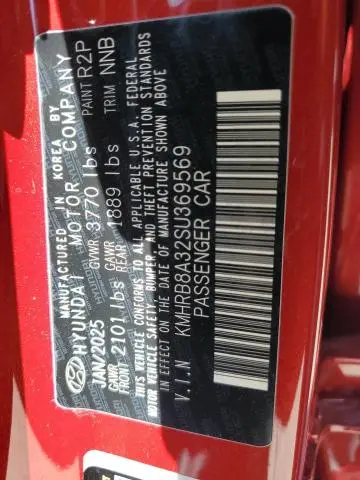 MANUFACTURED IN KOREA BY
HYUNDAI MOTOR COMPANY
JAN/2025 GVWR 3770 lbs PAINT R2P
GAWR FRONT 2101 lbs GAWR REAR 1889 lbs TRIM NNB
THIS VEHICLE CONFORMS TO ALL APPLICABLE U.S.A. FEDERAL
MOTOR VEHICLE SAFETY BUMPER, AND THEFT PREVENTION STANDARDS
IN EFFECT ON THE DATE OF MANUFACTURE SHOWN ABOVE
V.I.N KMHRB8A32SU369569
PASSENGER CAR